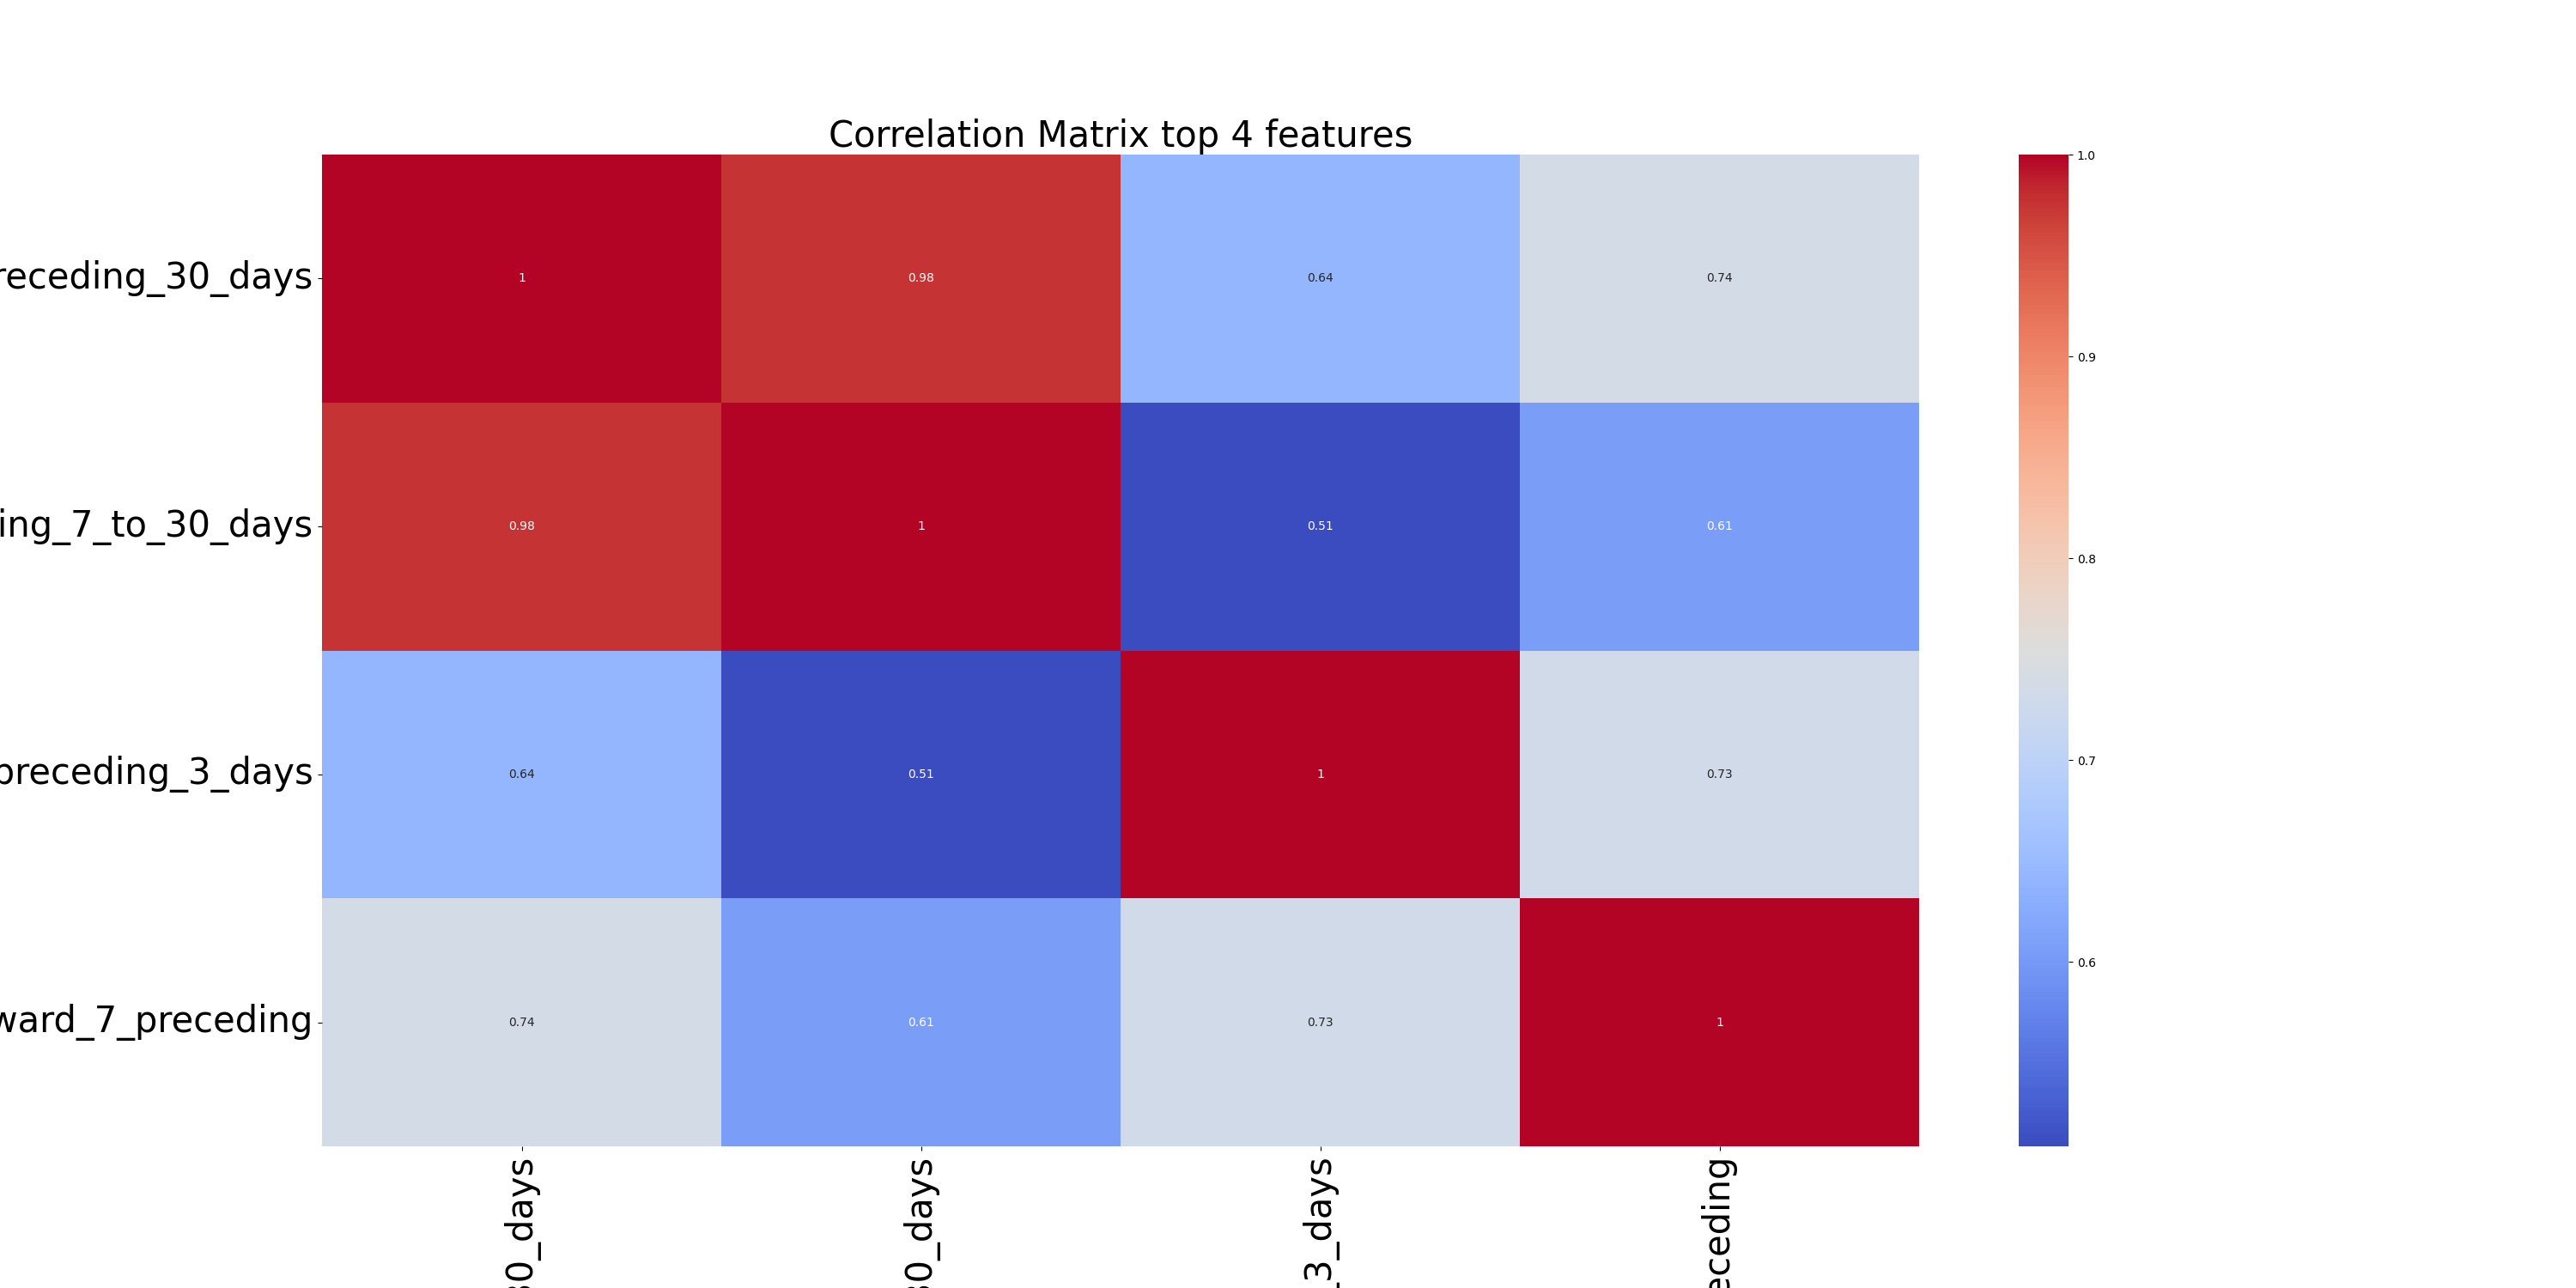 Correlation Matrix top 4 features
receding_30_days
1
0.98
0.64
0.74
ing_7_to_30_days
0.98
1
0.51
0.61
preceding_3_days
0.64
0.51
1
0.73
ward_7_preceding
0.74
0.61
0.73
1
30_days
30_days
_3_days
eceding
1.0
0.9
0.8
0.7
0.6